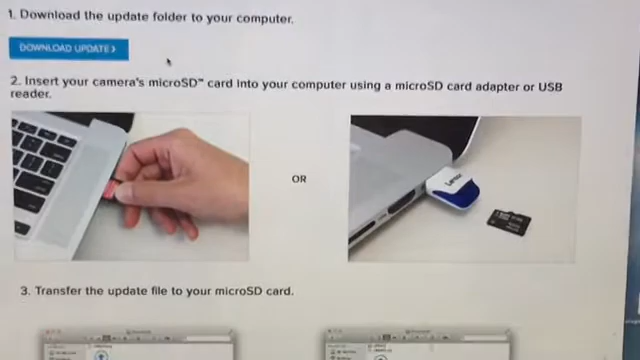 1. Download the update folder to your computer.
DOWNLOAD UPDATE >
2. Insert your camera's microSD™ card into your computer using a microSD card adapter or USB
reader.
OR
Lexar
3. Transfer the update file to your microSD card.